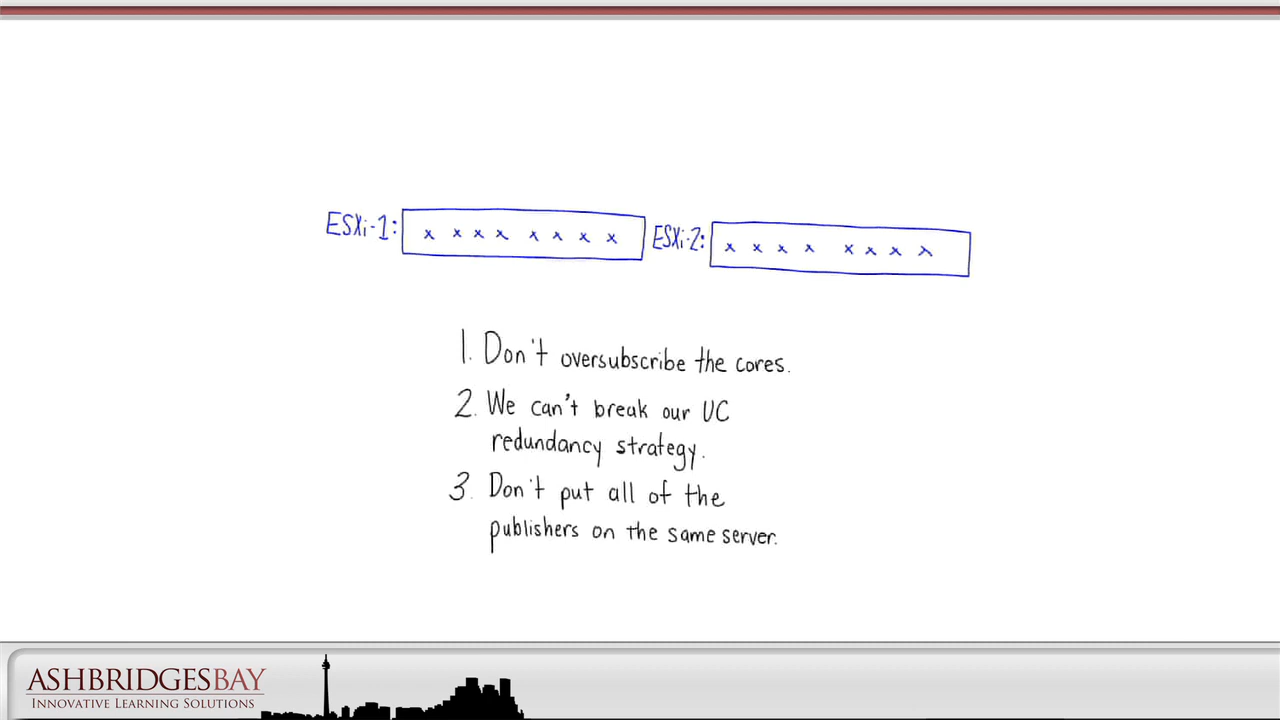 ESXi-1: x x x x x x x x ESXi-2: x x x x x x x x
1. Don't oversubscribe the cores.
2. We can't break our UC
redundancy strategy.
3. Don't put all of the
publishers on the same server.
ASHBRIDGESBAY
INNOVATIVE LEARNING SOLUTIONS